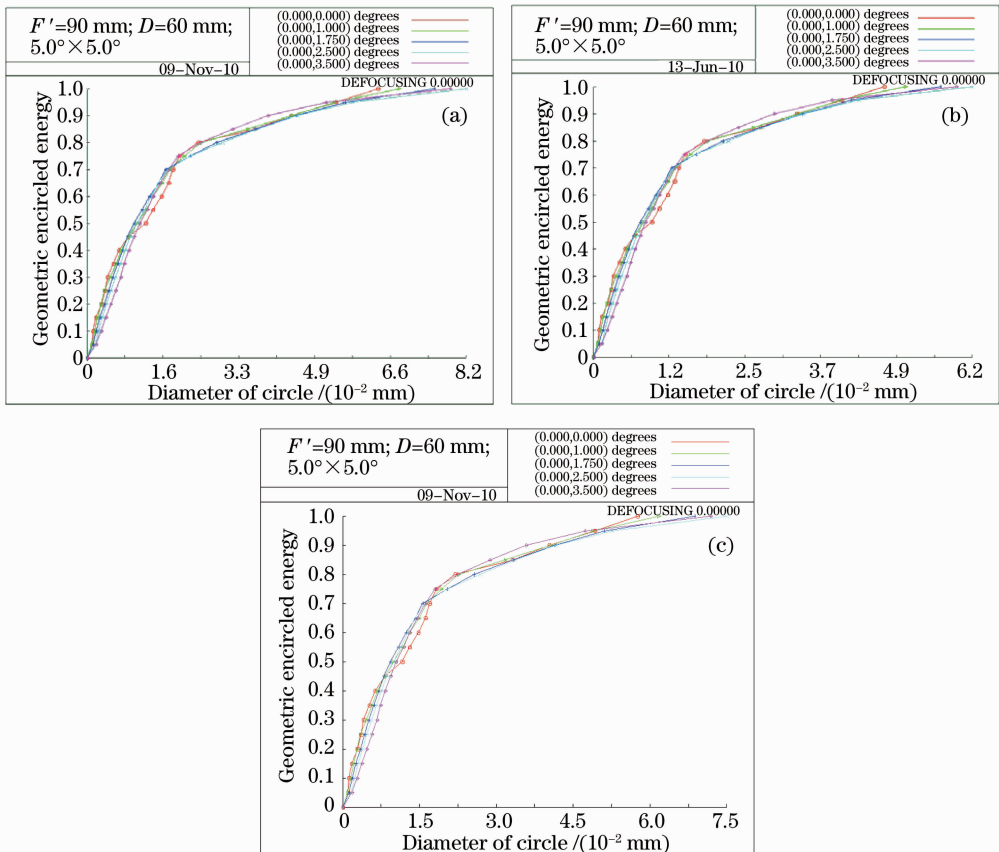 F′=90 mm; D=60 mm;
5.0°×5.0°
09−Nov−10
(0.000,0.000) degrees
(0.000,1.000) degrees
(0.000,1.750) degrees
(0.000,2.500) degrees
(0.000,3.500) degrees
DEFOCUSING 0.00000
(a)
Geometric encircled energy
1.0
0.9
0.8
0.7
0.6
0.5
0.4
0.3
0.2
0.1
0
0 1.6 3.3 4.9 6.6 8.2
Diameter of circle /(10⁻² mm)
F′=90 mm; D=60 mm;
5.0°×5.0°
13−Jun−10
(0.000,0.000) degrees
(0.000,1.000) degrees
(0.000,1.750) degrees
(0.000,2.500) degrees
(0.000,3.500) degrees
DEFOCUSING 0.00000
(b)
Geometric encircled energy
1.0
0.9
0.8
0.7
0.6
0.5
0.4
0.3
0.2
0.1
0
0 1.2 2.5 3.7 4.9 6.2
Diameter of circle /(10⁻² mm)
F′=90 mm; D=60 mm;
5.0°×5.0°
09−Nov−10
(0.000,0.000) degrees
(0.000,1.000) degrees
(0.000,1.750) degrees
(0.000,2.500) degrees
(0.000,3.500) degrees
DEFOCUSING 0.00000
(c)
Geometric encircled energy
1.0
0.9
0.8
0.7
0.6
0.5
0.4
0.3
0.2
0.1
0
0 1.5 3.0 4.5 6.0 7.5
Diameter of circle /(10⁻² mm)